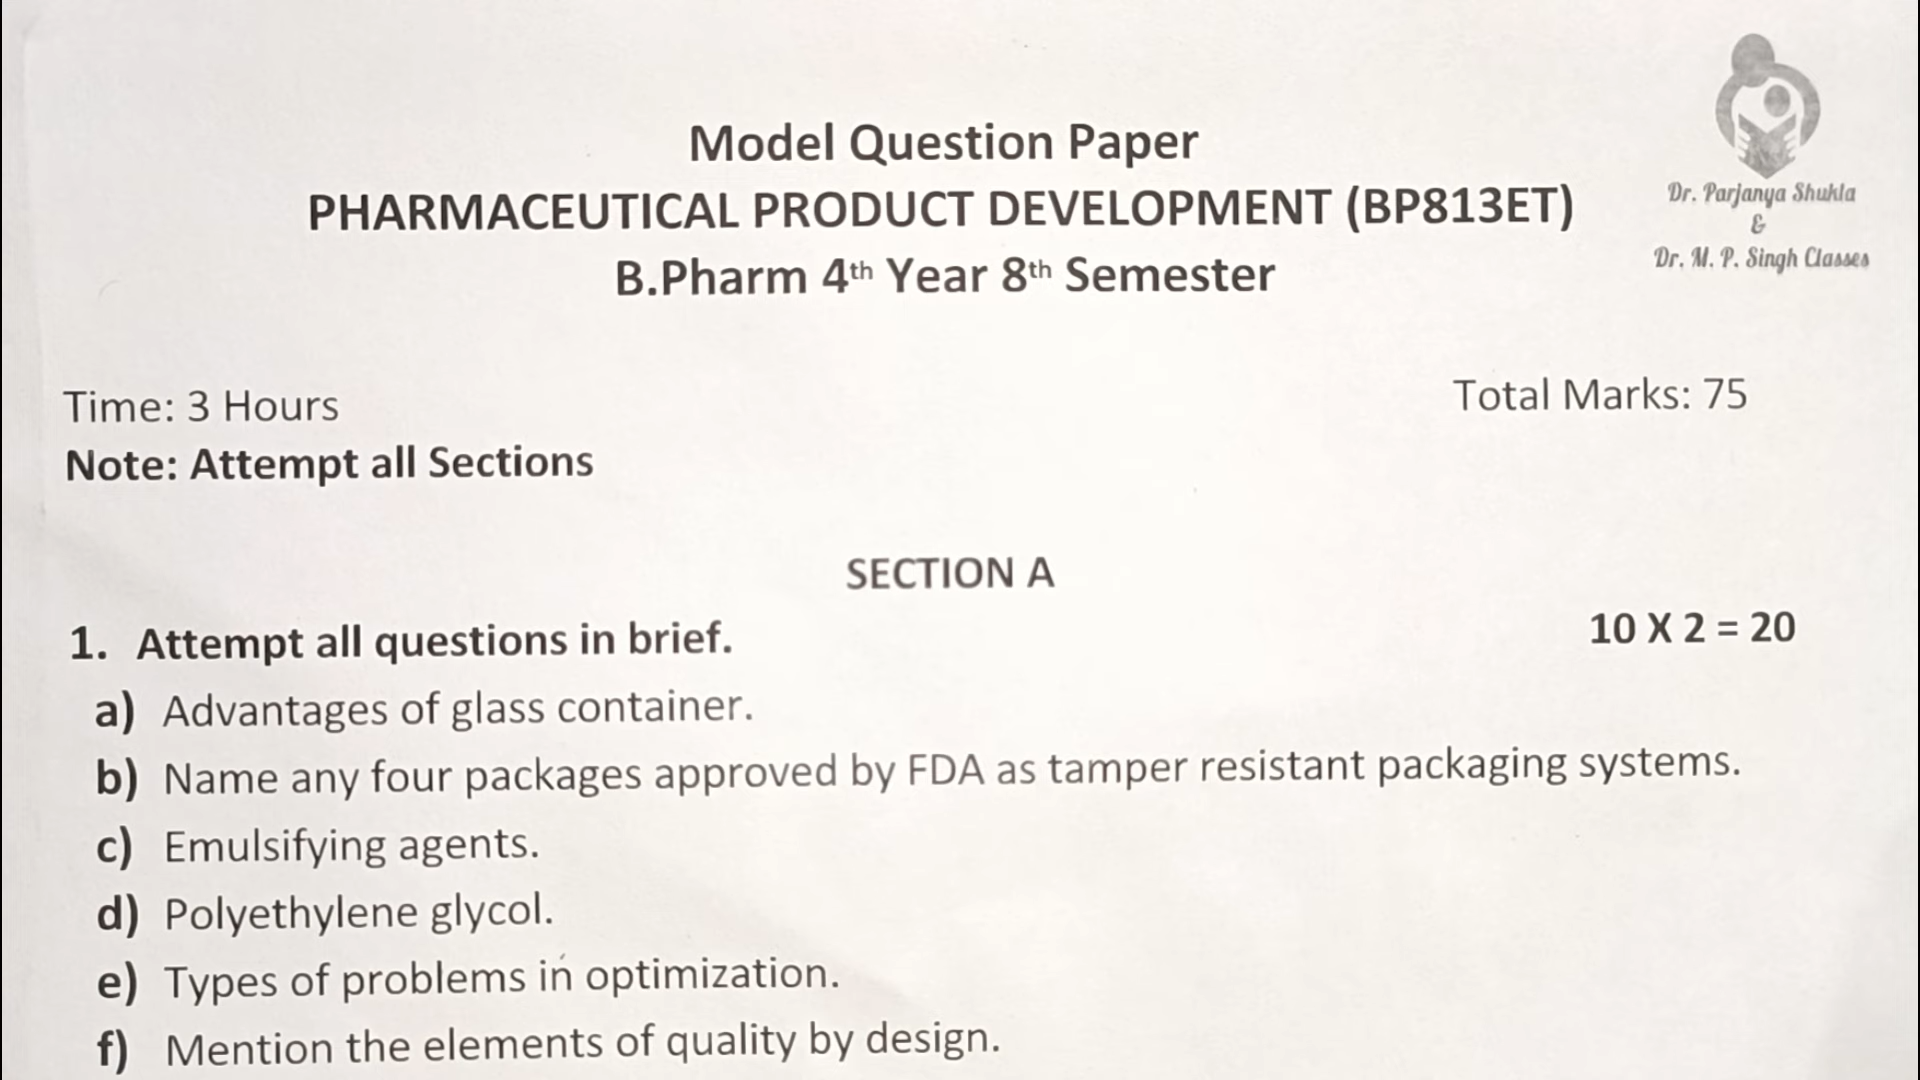 Model Question Paper
PHARMACEUTICAL PRODUCT DEVELOPMENT (BP813ET)
B.Pharm 4th Year 8th Semester
Dr. Parjanya Shukla
&
Dr. M. P. Singh Classes
Time: 3 Hours
Total Marks: 75
Note: Attempt all Sections
SECTION A
1. Attempt all questions in brief.
10 X 2 = 20
a) Advantages of glass container.
b) Name any four packages approved by FDA as tamper resistant packaging systems.
c) Emulsifying agents.
d) Polyethylene glycol.
e) Types of problems in optimization.
f) Mention the elements of quality by design.